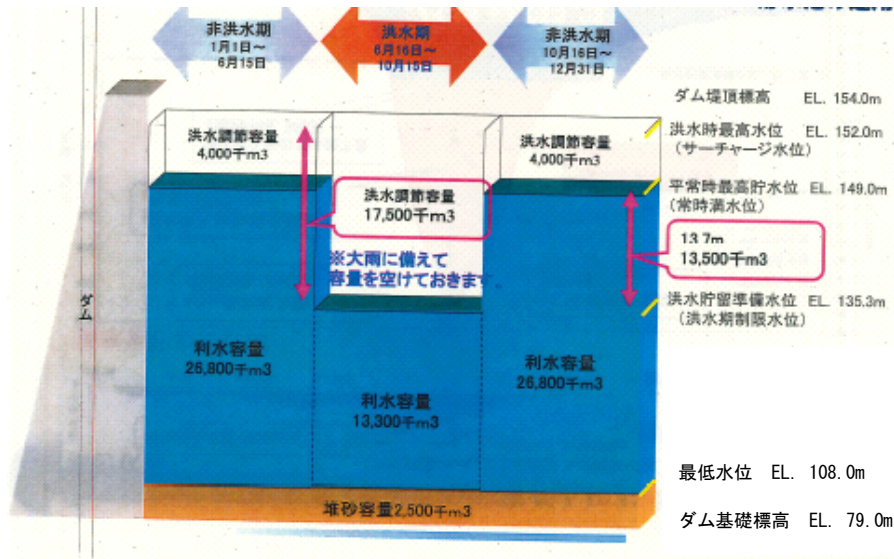 非洪水期
1月1日～
6月15日
洪水期
6月16日～
10月15日
非洪水期
10月16日～
12月31日
ダム堤頂標高 EL. 154.0m
洪水時最高水位 EL. 152.0m
(サーチャージ水位)
平常時最高貯水位 EL. 149.0m
(常時満水位)
13.7m
13,500千m3
洪水貯留準備水位 EL. 135.3m
(洪水期制限水位)
最低水位 EL. 108.0m
ダム基礎標高 EL. 79.0m
洪水調節容量
4,000千m3
洪水調節容量
17,500千m3
洪水調節容量
4,000千m3
※大雨に備えて
容量を空けておきます。
ダム
利水容量
26,800千m3
利水容量
13,300千m3
利水容量
26,800千m3
堆砂容量2,500千m3